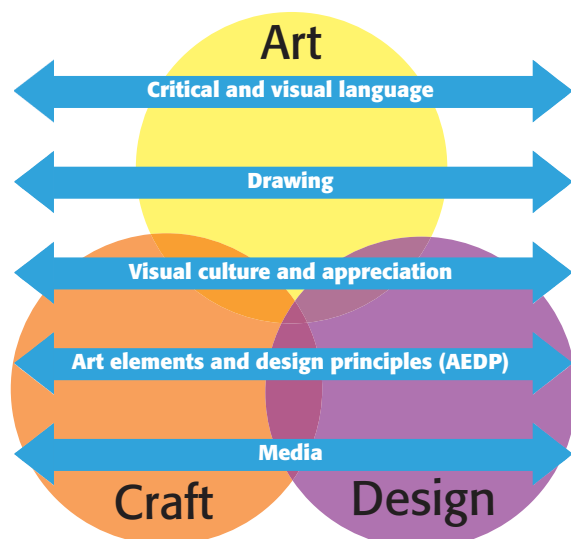 Art
Critical and visual language
Drawing
Visual culture and appreciation
Art elements and design principles (AEDP)
Media
Craft
Design